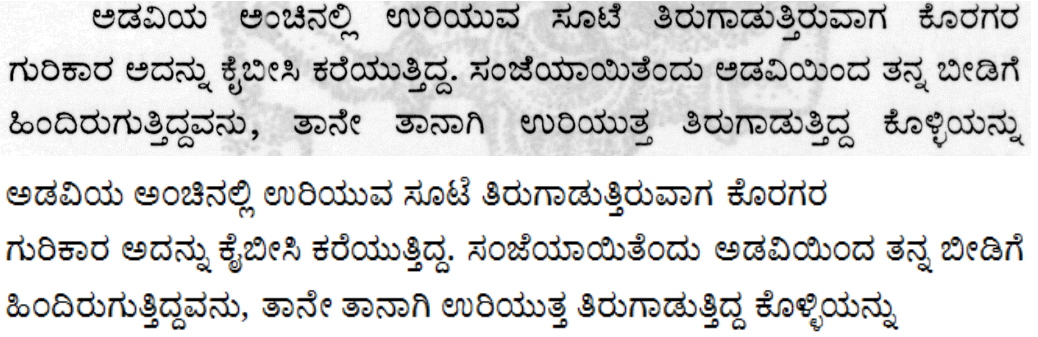 ಅಡವಿಯ ಅಂಚಿನಲ್ಲಿ ಉರಿಯುವ ಸೂಟೆ ತಿರುಗಾಡುತ್ತಿರುವಾಗ ಕೊರಗರ
ಗುರಿಕಾರ ಅದನ್ನು ಕೈಬೀಸಿ ಕರೆಯುತ್ತಿದ್ದ. ಸಂಜೆಯಾಯಿತೆಂದು ಅಡವಿಯಿಂದ ತನ್ನ ಬೀಡಿಗೆ
ಹಿಂದಿರುಗುತ್ತಿದ್ದವನು, ತಾನೇ ತಾನಾಗಿ ಉರಿಯುತ್ತ ತಿರುಗಾಡುತ್ತಿದ್ದ ಕೊಳ್ಳಿಯನ್ನು
ಅಡವಿಯ ಅಂಚಿನಲ್ಲಿ ಉರಿಯುವ ಸೂಟೆ ತಿರುಗಾಡುತ್ತಿರುವಾಗ ಕೊರಗರ
ಗುರಿಕಾರ ಅದನ್ನು ಕೈಬೀಸಿ ಕರೆಯುತ್ತಿದ್ದ. ಸಂಜೆಯಾಯಿತೆಂದು ಅಡವಿಯಿಂದ ತನ್ನ ಬೀಡಿಗೆ
ಹಿಂದಿರುಗುತ್ತಿದ್ದವನು, ತಾನೇ ತಾನಾಗಿ ಉರಿಯುತ್ತ ತಿರುಗಾಡುತ್ತಿದ್ದ ಕೊಳ್ಳಿಯನ್ನು